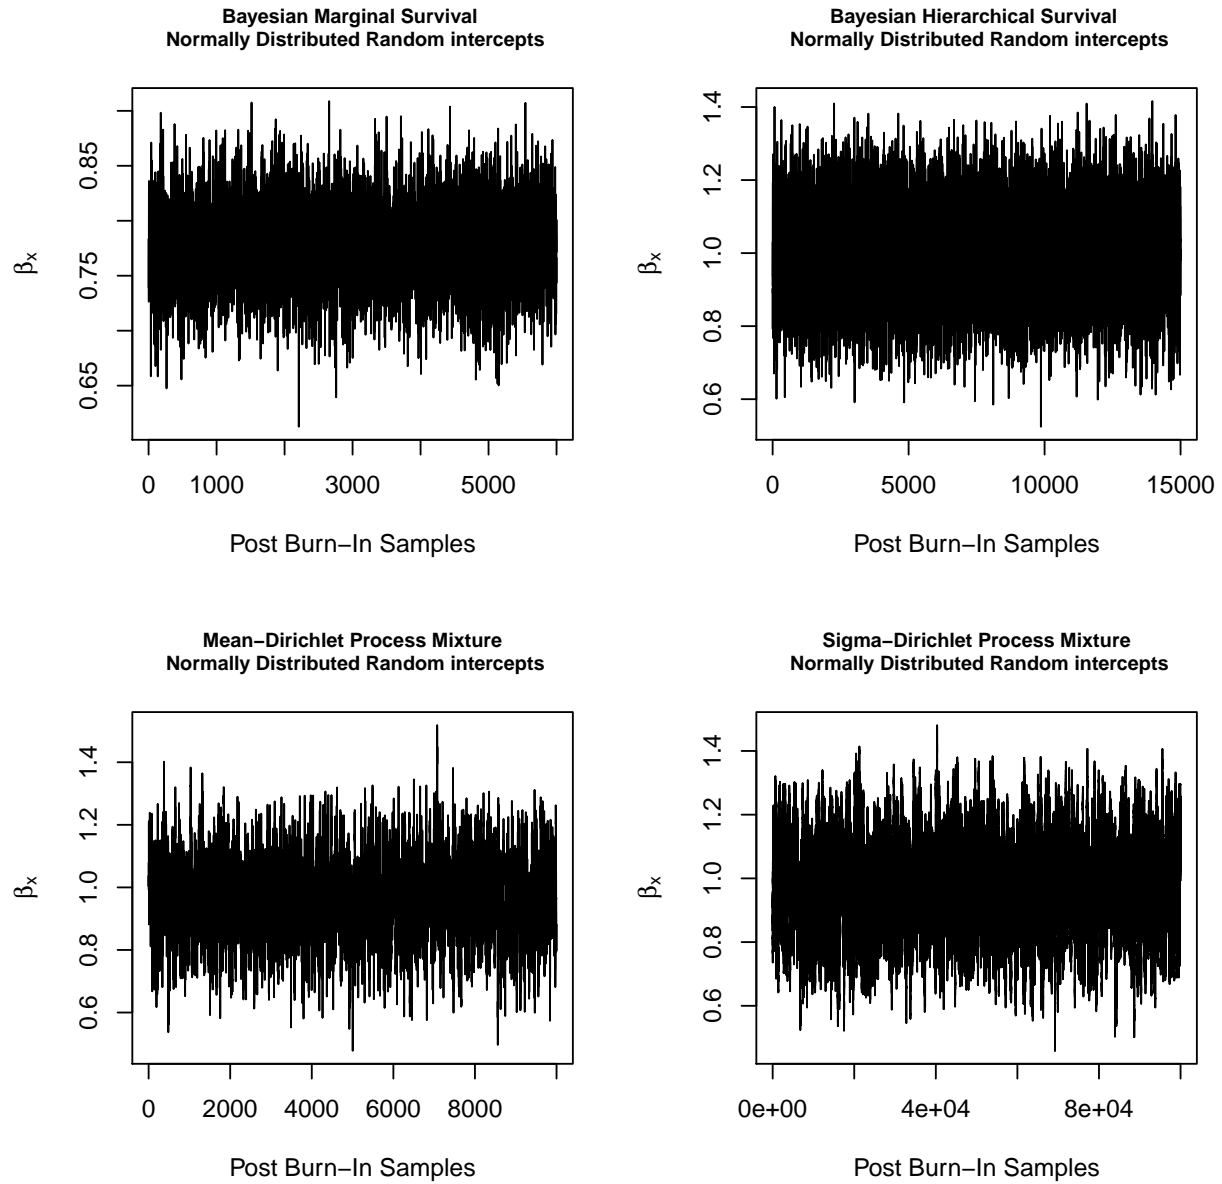 Bayesian Marginal Survival
Normally Distributed Random intercepts
βx
0.85
0.75
0.65
0 1000 3000 5000
Post Burn−In Samples
Bayesian Hierarchical Survival
Normally Distributed Random intercepts
βx
1.4
1.2
1.0
0.8
0.6
0 5000 10000 15000
Post Burn−In Samples
Mean−Dirichlet Process Mixture
Normally Distributed Random intercepts
βx
1.4
1.2
1.0
0.8
0.6
0 2000 4000 6000 8000
Post Burn−In Samples
Sigma−Dirichlet Process Mixture
Normally Distributed Random intercepts
βx
1.4
1.2
1.0
0.8
0.6
0e+00 4e+04 8e+04
Post Burn−In Samples